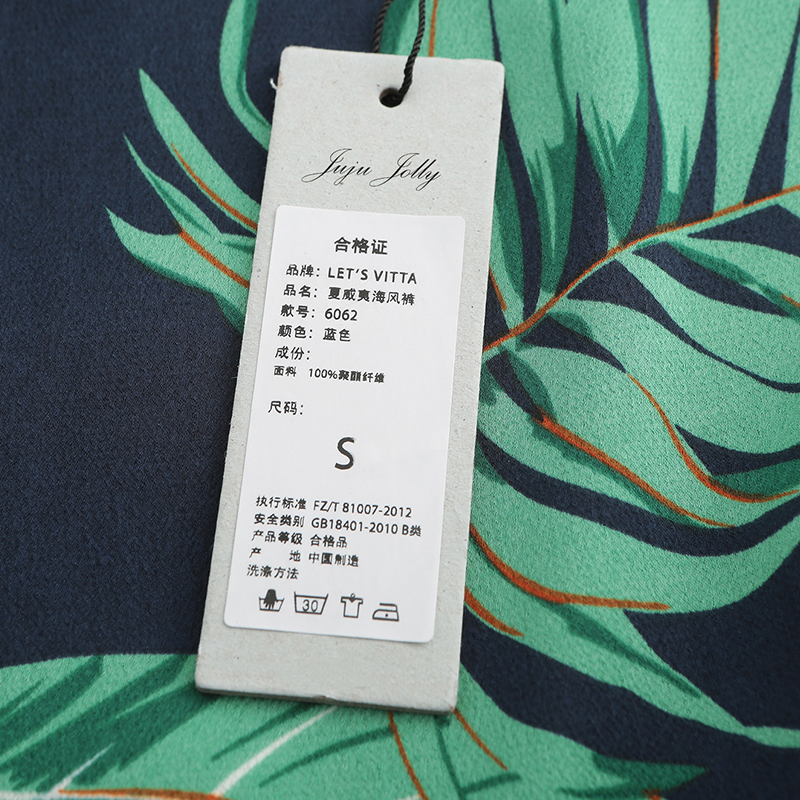 Juju Jolly
合格证
品牌：LET'S VITTA
品名：夏威夷海风裤
款号：6062
颜色：蓝色
成份：
面料 100%聚酯纤维
尺码：
S
执行标准 FZ/T 81007-2012
安全类别 GB18401-2010 B类
产品等级 合格品
产 地 中国制造
洗涤方法
30